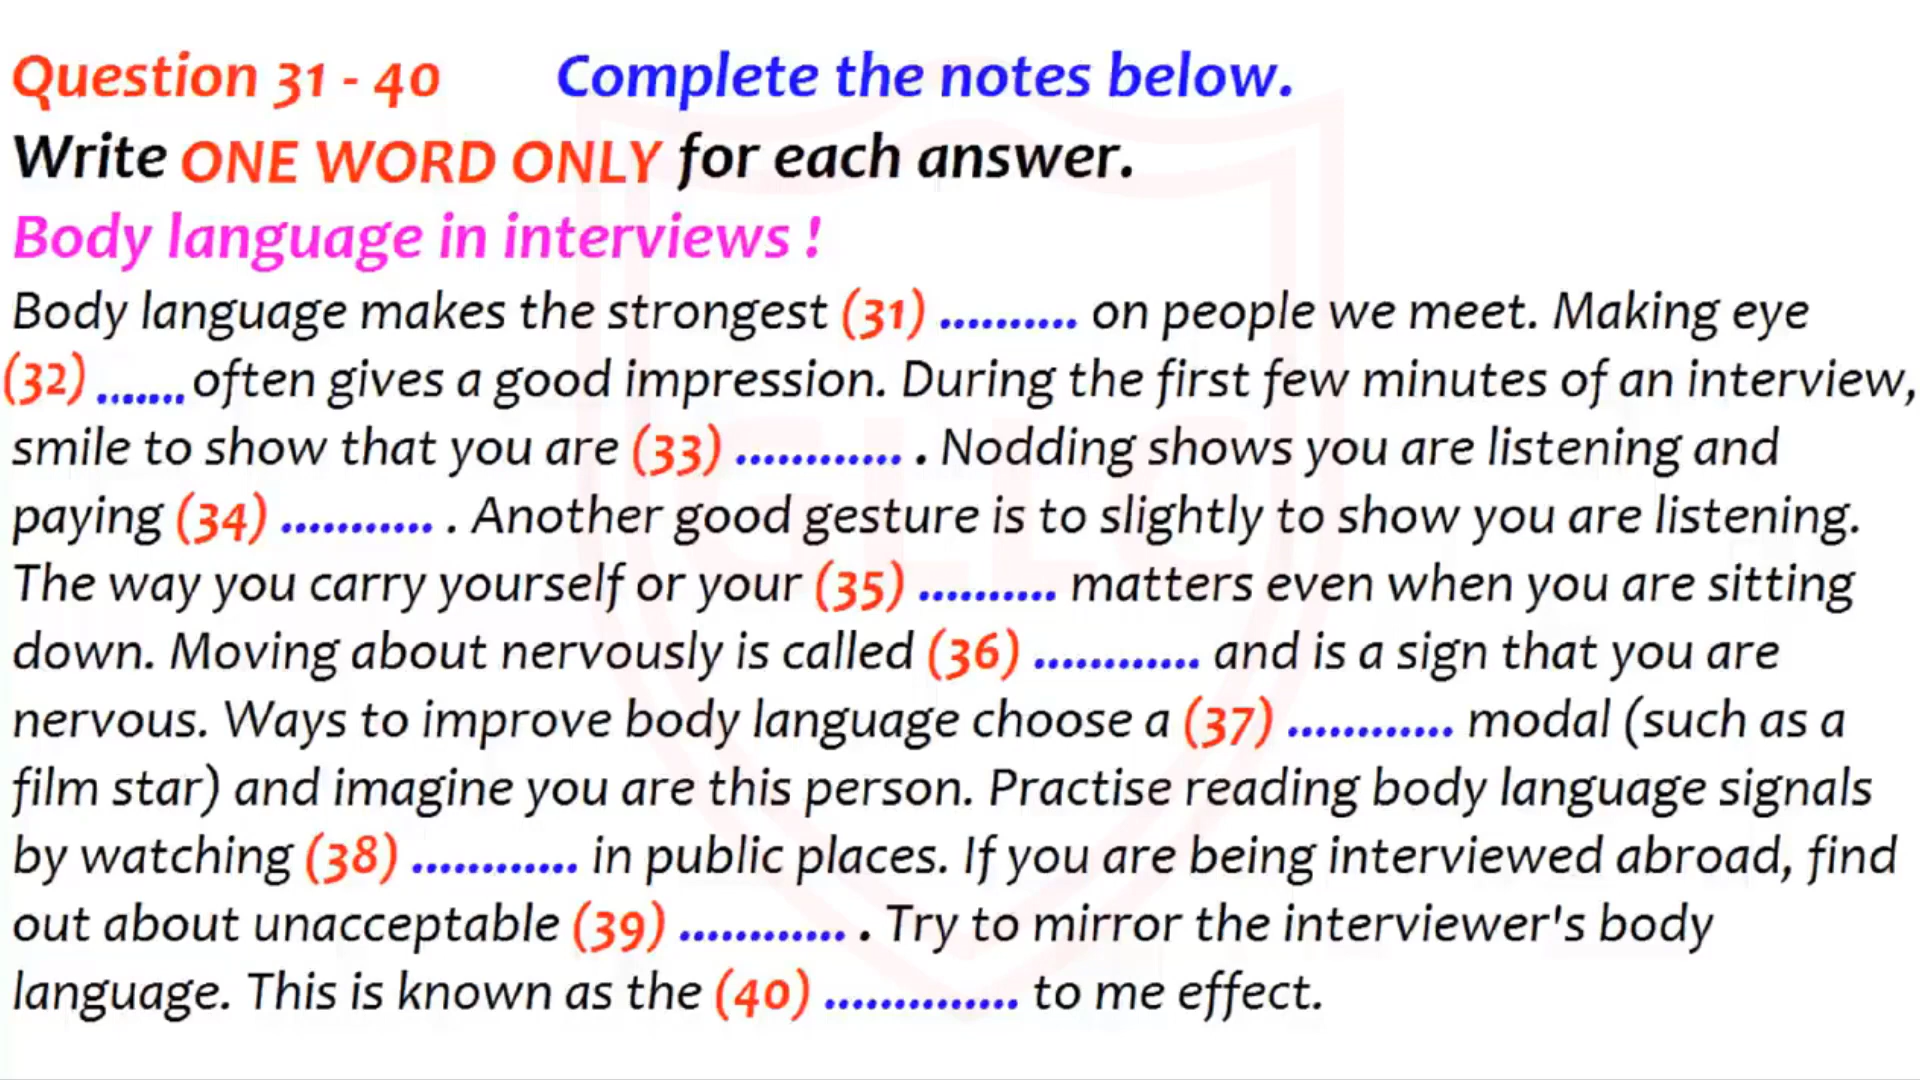 Question 31 - 40 Complete the notes below.
Write ONE WORD ONLY for each answer.
Body language in interviews !
Body language makes the strongest (31) .......... on people we meet. Making eye
(32) ....... often gives a good impression. During the first few minutes of an interview,
smile to show that you are (33) ............ . Nodding shows you are listening and
paying (34) ........... . Another good gesture is to slightly to show you are listening.
The way you carry yourself or your (35) .......... matters even when you are sitting
down. Moving about nervously is called (36) ............ and is a sign that you are
nervous. Ways to improve body language choose a (37) ............ modal (such as a
film star) and imagine you are this person. Practise reading body language signals
by watching (38) ............ in public places. If you are being interviewed abroad, find
out about unacceptable (39) ............ . Try to mirror the interviewer's body
language. This is known as the (40) .............. to me effect.